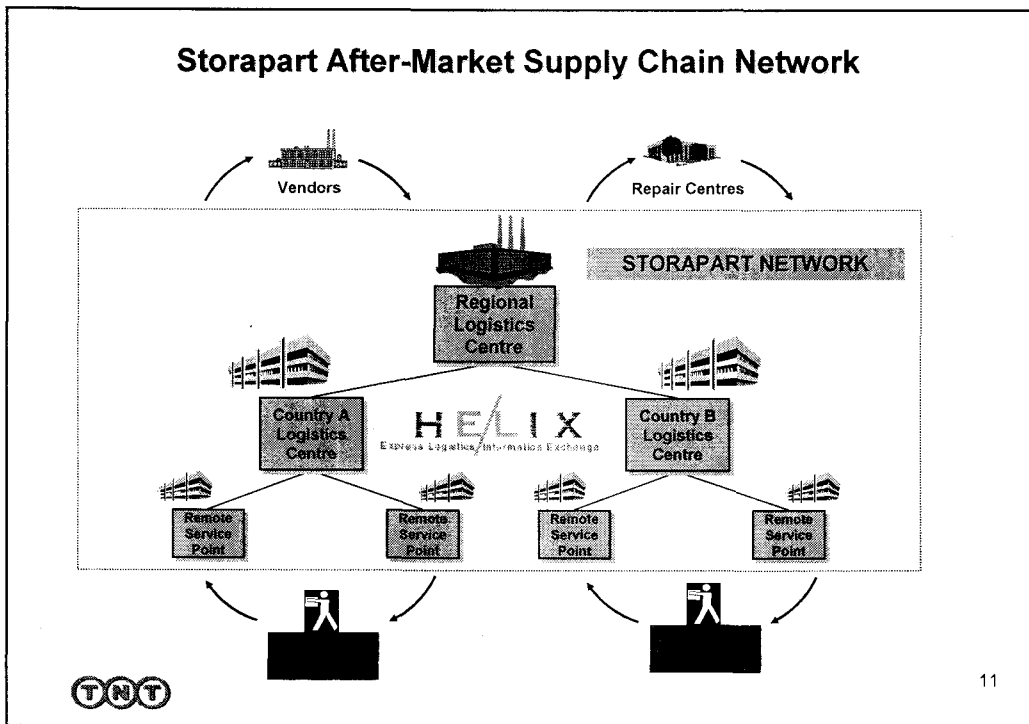 Storapart After-Market Supply Chain Network
Vendors
Repair Centres
STORAPART NETWORK
Regional
Logistics
Centre
Country A
Logistics
Centre
HELIX
Express Logistics Informatics Exchange
Country B
Logistics
Centre
Remote
Service
Point
Remote
Service
Point
Remote
Service
Point
Remote
Service
Point
TNT
11